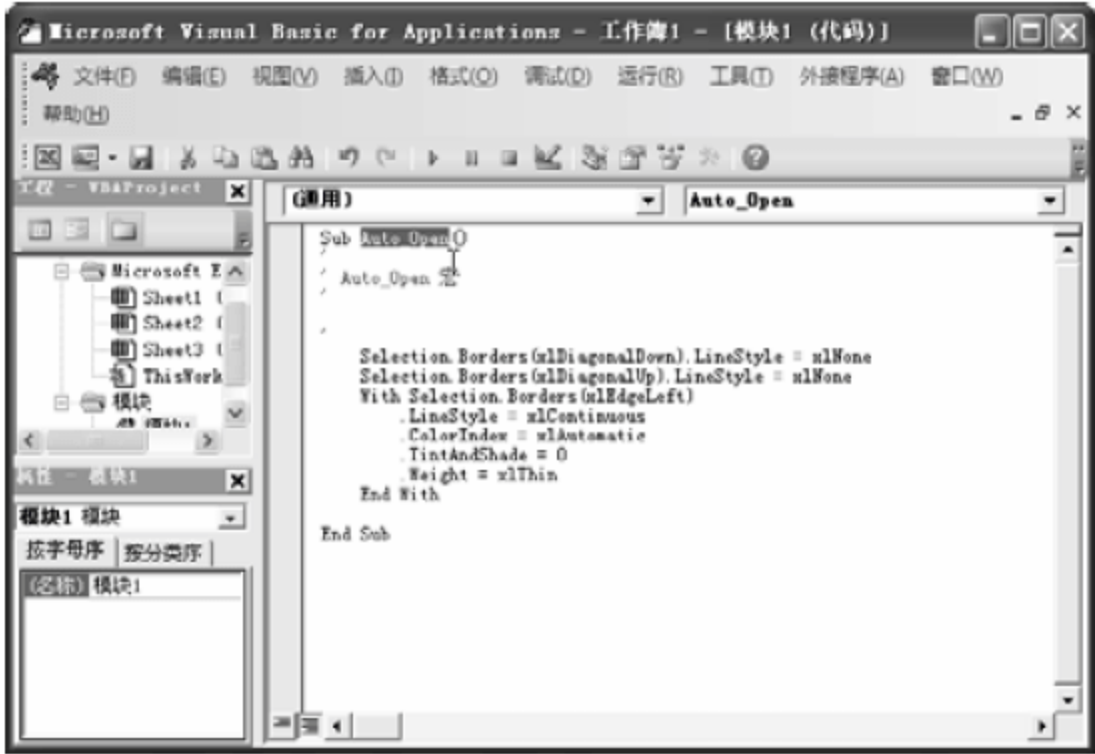 Microsoft Visual Basic for Applications - 工作簿1 - [模块1 (代码)]
文件(F) 编辑(E) 视图(V) 插入(I) 格式(O) 调试(D) 运行(R) 工具(T) 外接程序(A) 窗口(W)
帮助(H)
工程 - VBAProject
(通用)
Auto_Open
Microsoft E
Sheet1 (
Sheet2 (
Sheet3 (
ThisWork
模块
模块1
属性 - 模块1
模块1 模块
按字母序 按分类序
(名称) 模块1
Sub Auto_Open()
'
' Auto_Open 宏
'
'
Selection.Borders(xlDiagonalDown).LineStyle = xlNone
Selection.Borders(xlDiagonalUp).LineStyle = xlNone
With Selection.Borders(xlEdgeLeft)
.LineStyle = xlContinuous
.ColorIndex = xlAutomatic
.TintAndShade = 0
.Weight = xlThin
End With
End Sub